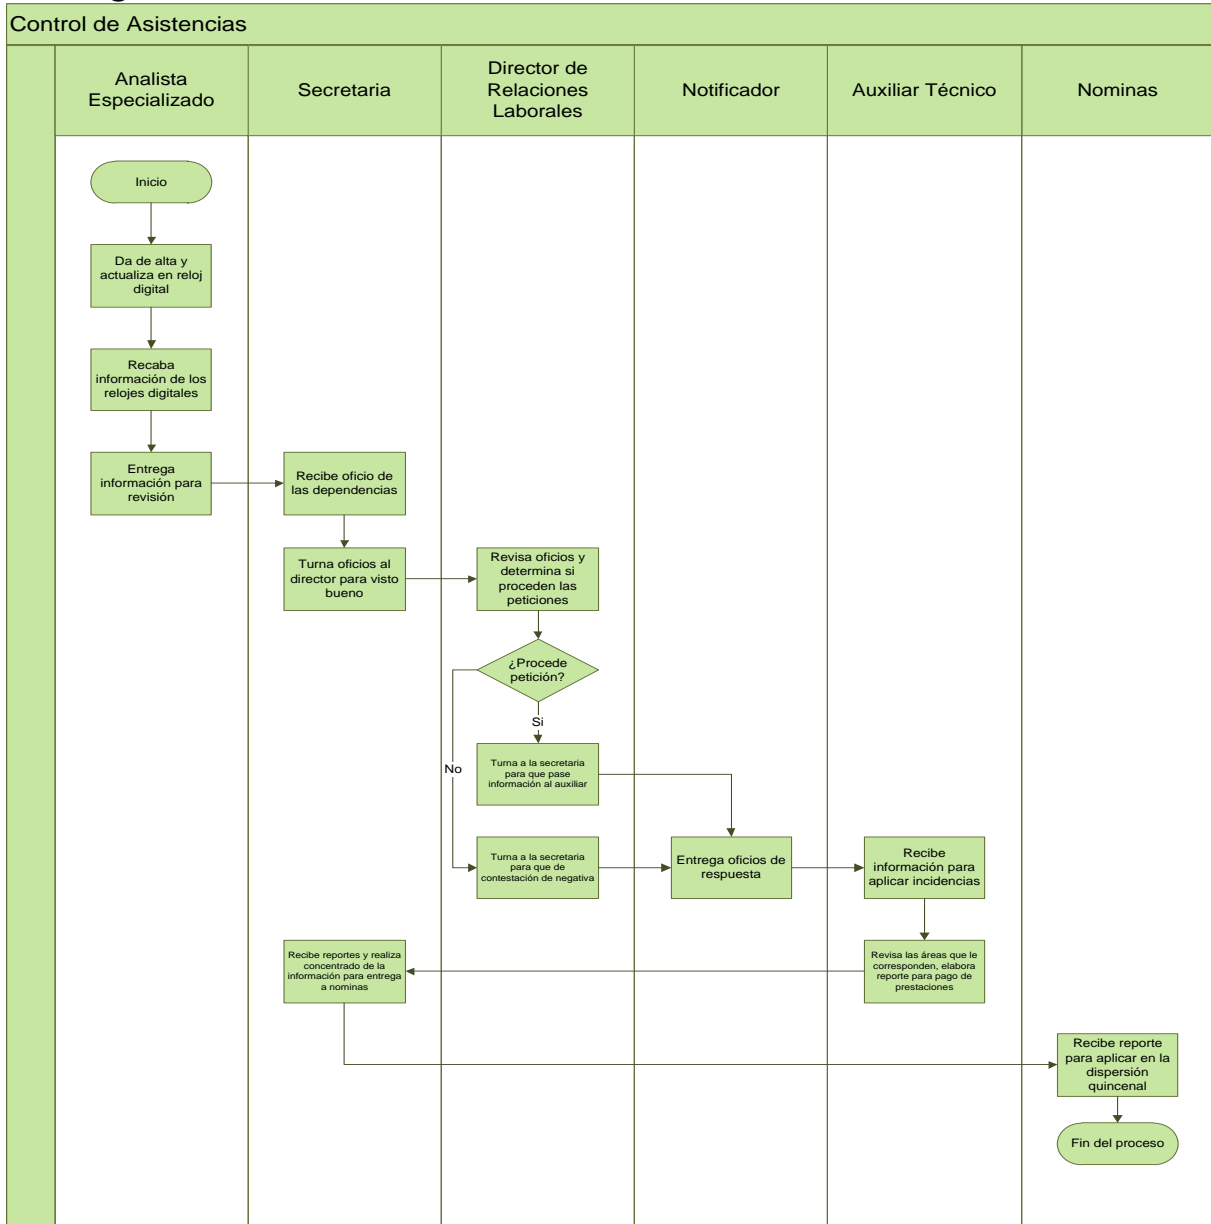 Control de Asistencias
Analista
Especializado
Secretaria
Director de
Relaciones
Laborales
Notificador
Auxiliar Técnico
Nominas
Inicio
Da de alta y
actualiza en reloj
digital
Recaba
información de los
relojes digitales
Entrega
información para
revisión
Recibe oficio de
las dependencias
Turna oficios al
director para visto
bueno
Revisa oficios y
determina si
proceden las
peticiones
¿Procede
petición?
Si
No
Turna a la secretaria
para que pase
información al auxiliar
Turna a la secretaria
para que de
contestación de negativa
Entrega oficios de
respuesta
Recibe
información para
aplicar incidencias
Revisa las áreas que le
corresponden, elabora
reporte para pago de
prestaciones
Recibe reportes y realiza
concentrado de la
información para entrega
a nominas
Recibe reporte
para aplicar en la
dispersión
quincenal
Fin del proceso